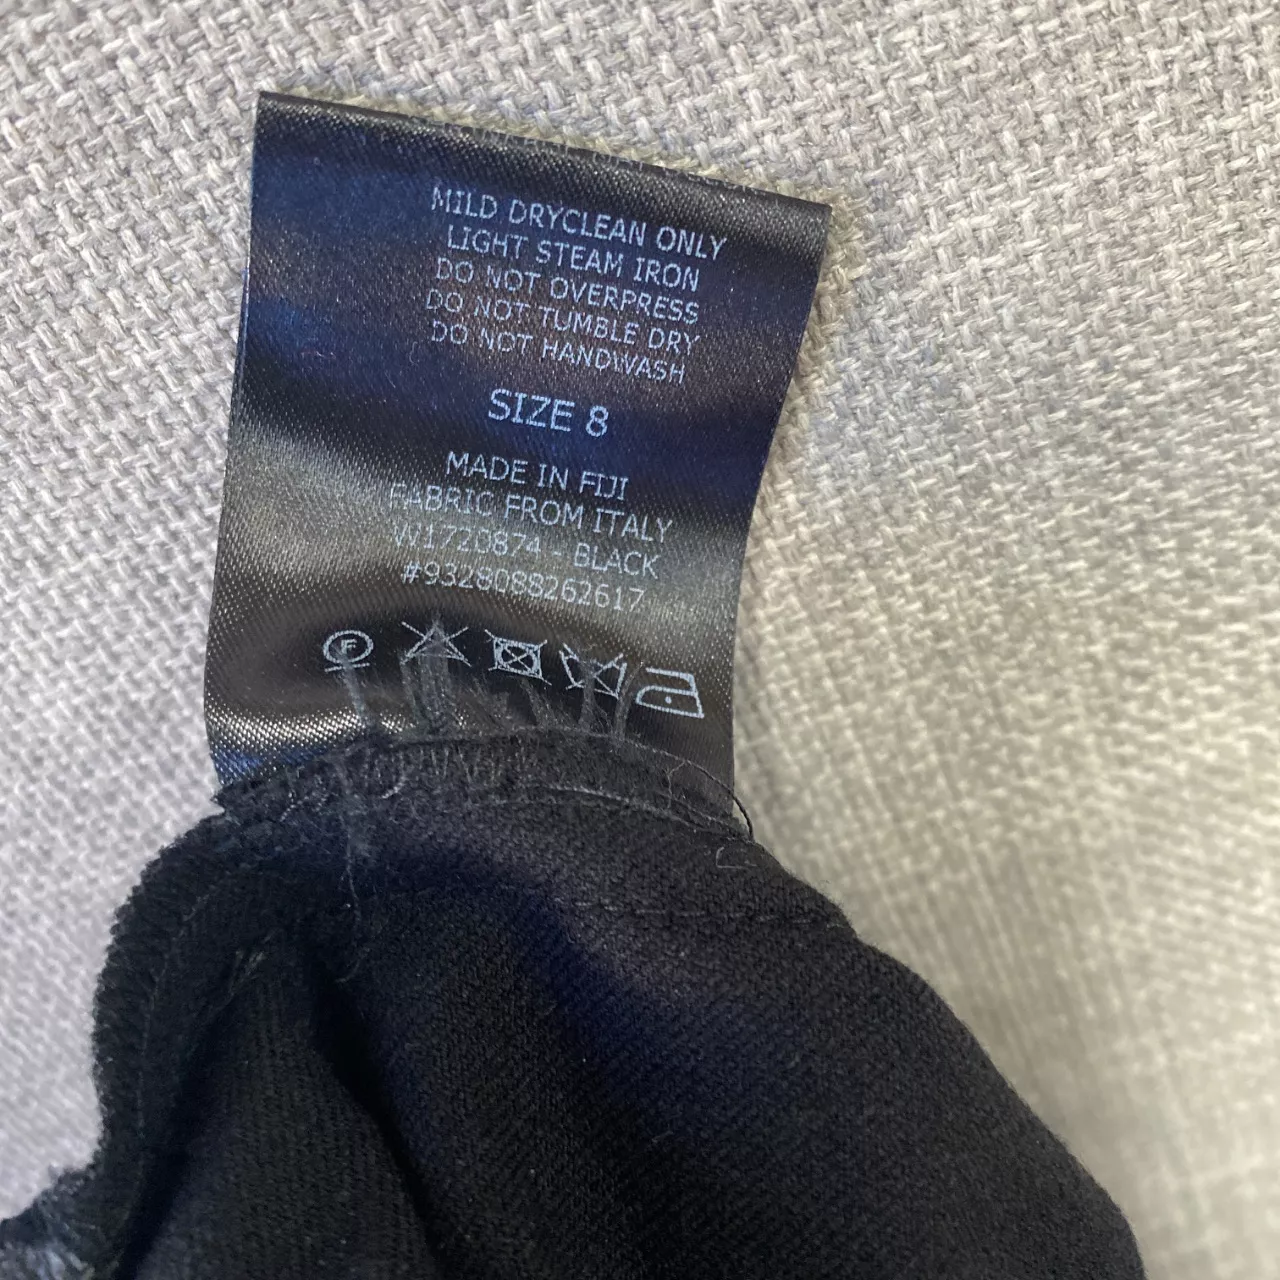 MILD DRYCLEAN ONLY
LIGHT STEAM IRON
DO NOT OVERPRESS
DO NOT TUMBLE DRY
DO NOT HANDWASH
SIZE 8
MADE IN FIJI
FABRIC FROM ITALY
W1720874 - BLACK
#9328088262617
F